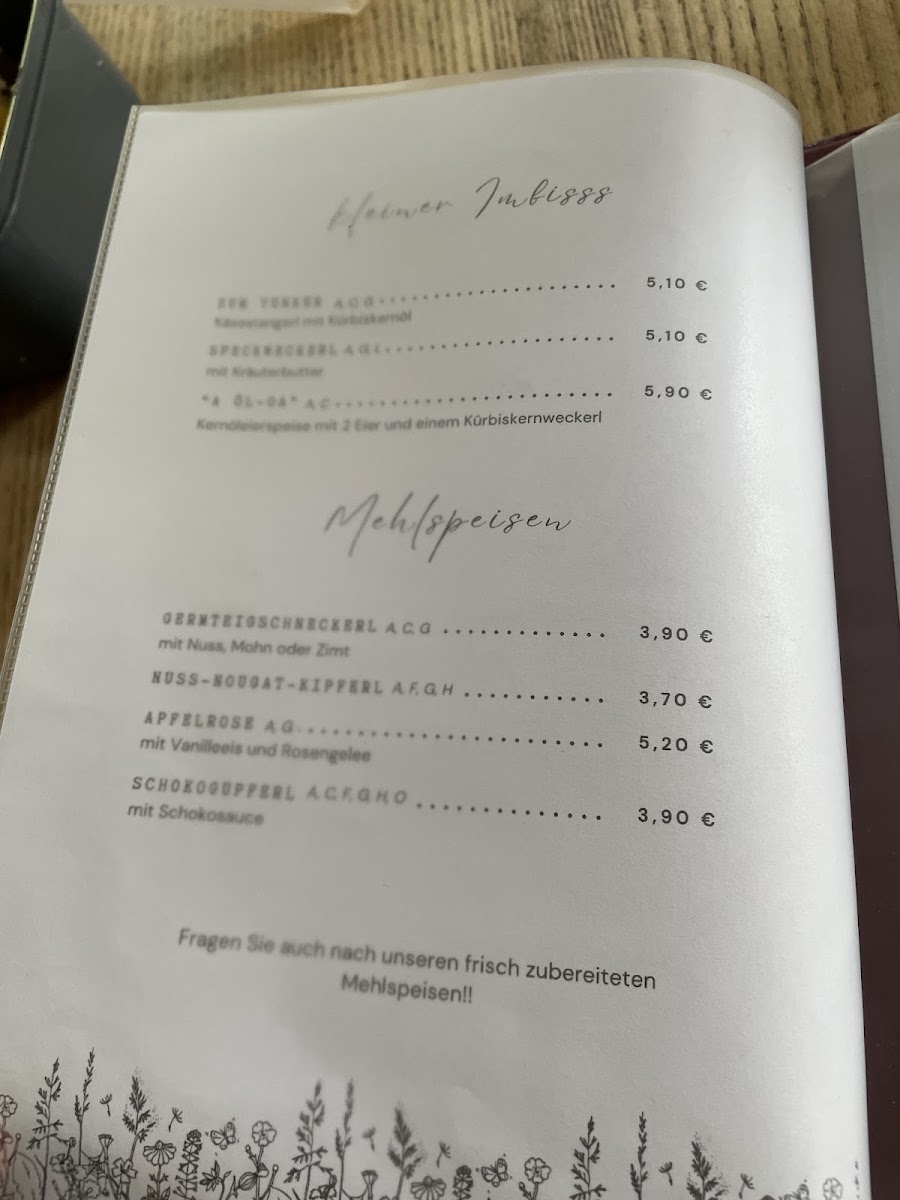 kleiner Imbisss
ZUM TUNKEN A C G 5,10 €
Käsestangerl mit Kürbiskernöl
SPECKWECKERL A G L 5,10 €
mit Kräuterbutter
"A ÖL-OA" A C 5,90 €
Kernöleierspeise mit 2 Eier und einem Kürbiskernweckerl
Mehlspeisen
GERMTEIGSCHNECKERL A,C,G 3,90 €
mit Nuss, Mohn oder Zimt
NUSS-NOUGAT-KIPFERL A,F,G,H 3,70 €
APFELROSE A,G 5,20 €
mit Vanilleeis und Rosengelee
SCHOKOGUPFERL A,C,F,G,H,O 3,90 €
mit Schokosauce
Fragen Sie auch nach unseren frisch zubereiteten
Mehlspeisen!!